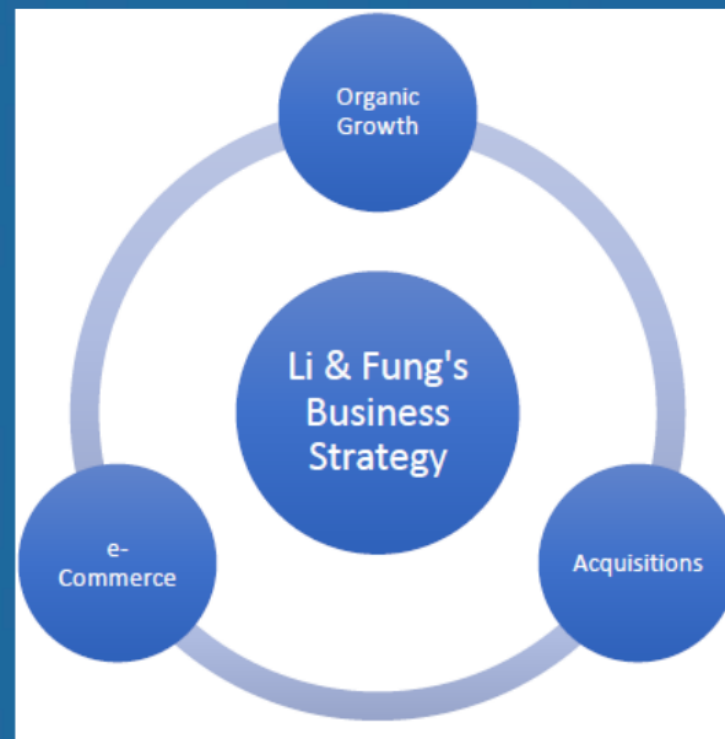 Organic
Growth
Li & Fung's
Business
Strategy
e-
Commerce
Acquisitions